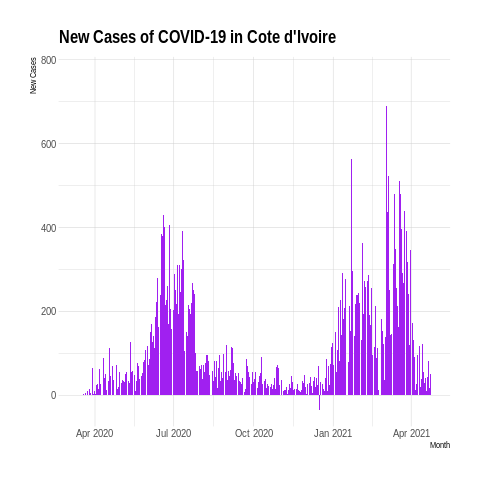 New Cases of COVID-19 in Cote d'Ivoire
New Cases
800
600
400
200
0
Apr 2020 Jul 2020 Oct 2020 Jan 2021 Apr 2021
Month